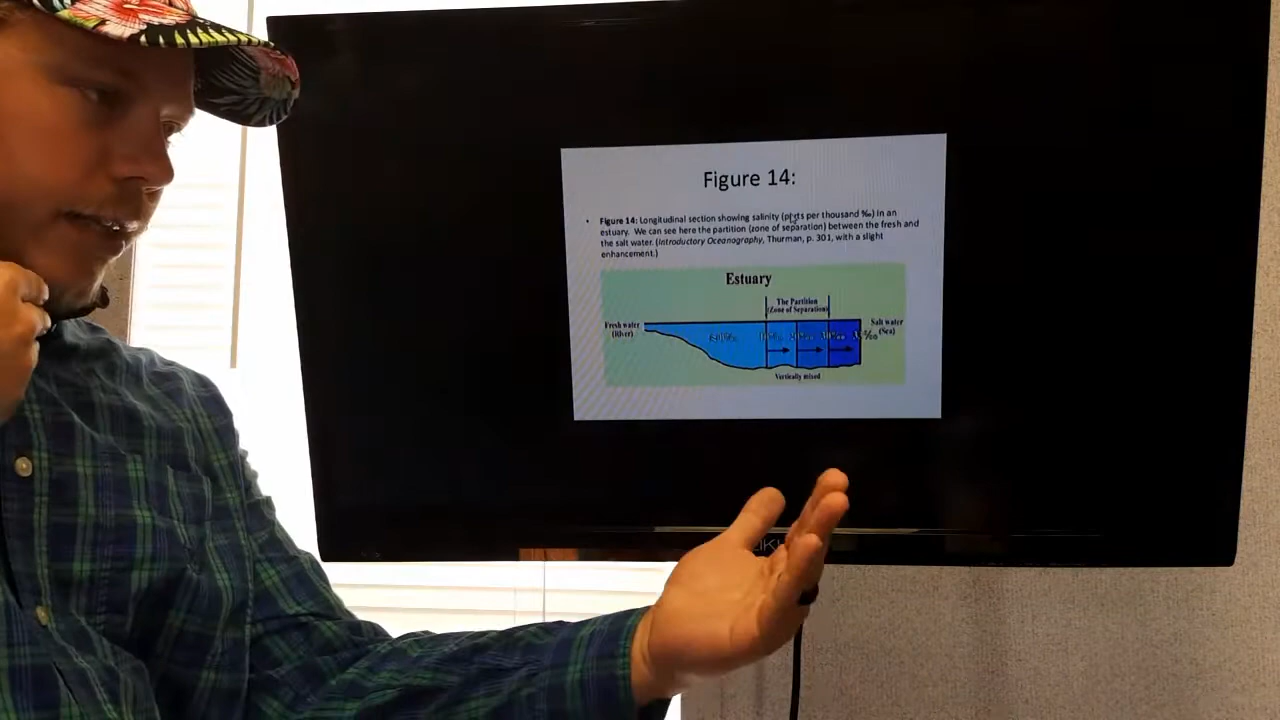 Figure 14:
• Figure 14: Longitudinal section showing salinity (parts per thousand ‰) in an
estuary. We can see here the partition (zone of separation) between the fresh and
the salt water. (Introductory Oceanography, Thurman, p. 301, with a slight
enhancement.)
Estuary
The Partition
(Zone of Separation)
Fresh water
(River)
Salt water
(Sea)
Vertically mixed